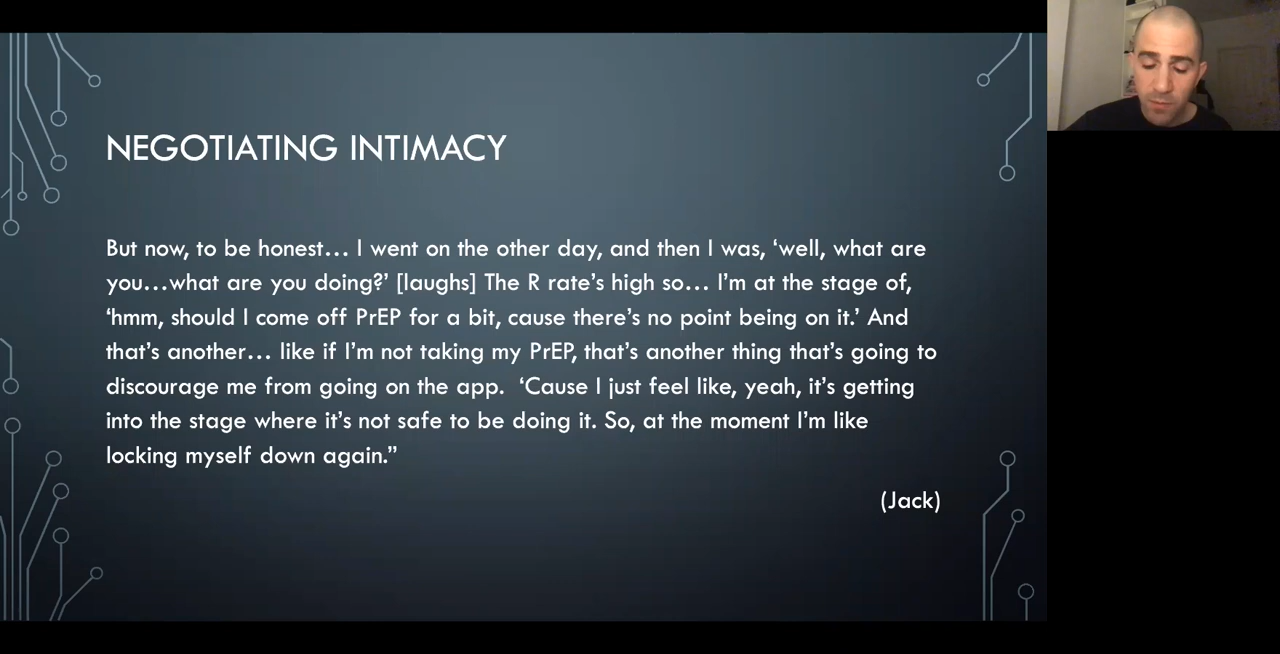 NEGOTIATING INTIMACY
But now, to be honest… I went on the other day, and then I was, ‘well, what are
you…what are you doing?’ [laughs] The R rate’s high so… I’m at the stage of,
‘hmm, should I come off PrEP for a bit, cause there’s no point being on it.’ And
that’s another… like if I’m not taking my PrEP, that’s another thing that’s going to
discourage me from going on the app.  ‘Cause I just feel like, yeah, it’s getting
into the stage where it’s not safe to be doing it. So, at the moment I’m like
locking myself down again.”
(Jack)